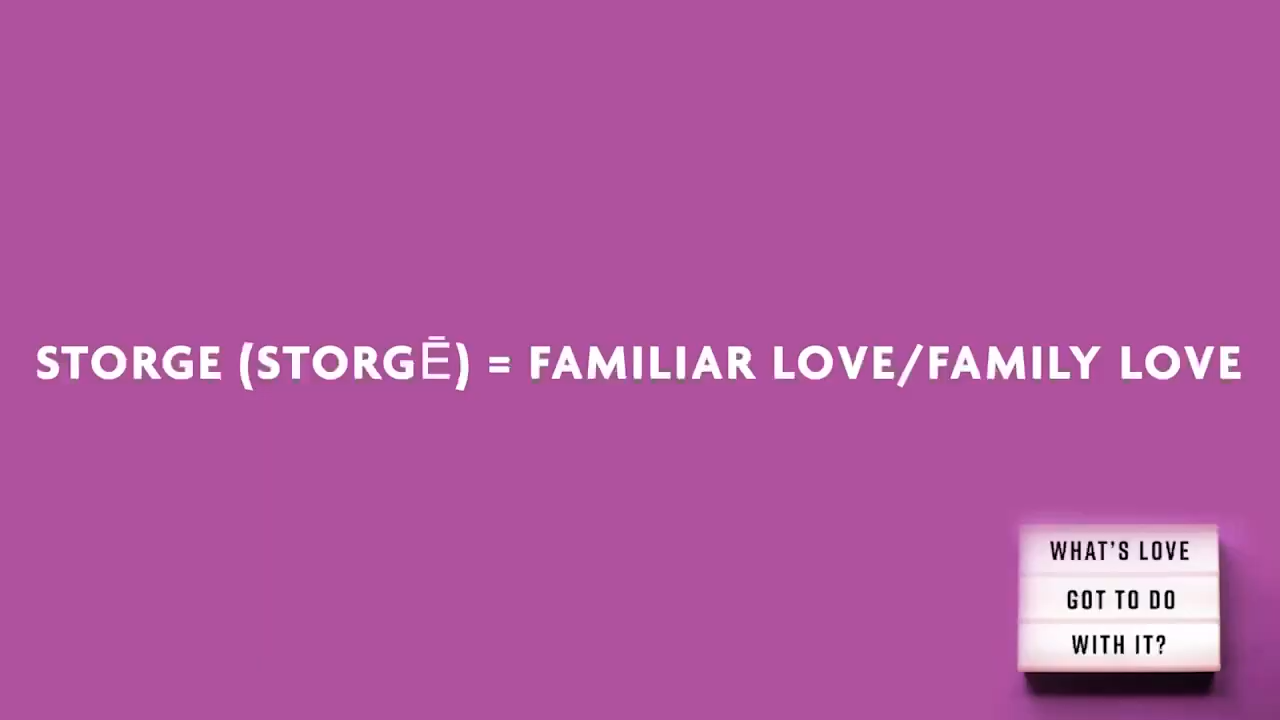 STORGE (STORGĒ) = FAMILIAR LOVE/FAMILY LOVE
WHAT'S LOVE
GOT TO DO
WITH IT?